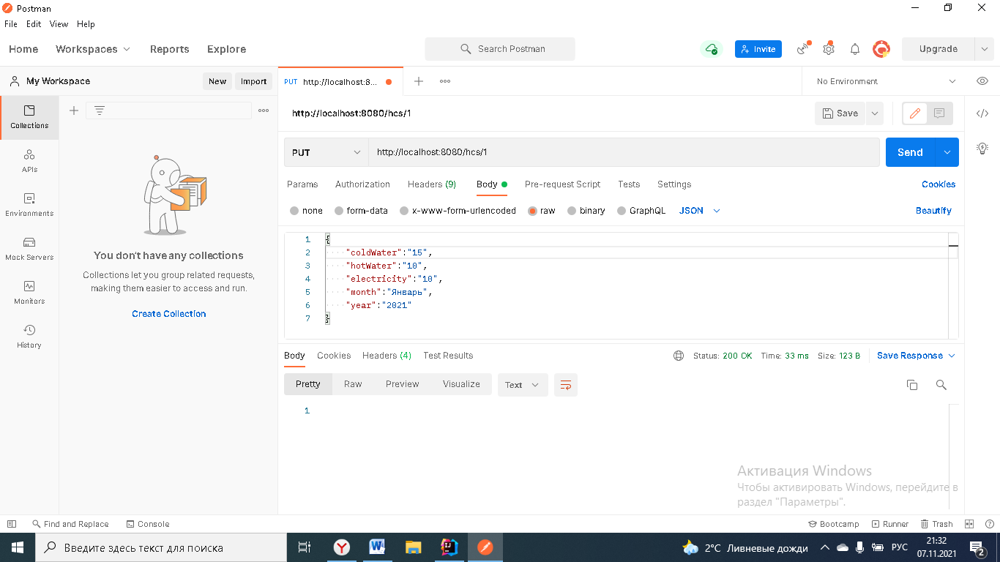 Postman
File Edit View Help
Home Workspaces Reports Explore Search Postman Invite Upgrade
My Workspace New Import PUT http://localhost:8... No Environment
Collections
APIs
Environments
Mock Servers
Monitors
History
You don't have any collections
Collections let you group related requests,
making them easier to access and run.
Create Collection
http://localhost:8080/hcs/1 Save
PUT http://localhost:8080/hcs/1 Send
Params Authorization Headers (9) Body Pre-request Script Tests Settings Cookies
none form-data x-www-form-urlencoded raw binary GraphQL JSON Beautify
1 {
2 "coldWater":"15",
3 "hotWater":"10",
4 "electricity":"10",
5 "month":"Январь",
6 "year":"2021"
7 }
Body Cookies Headers (4) Test Results Status: 200 OK Time: 33 ms Size: 123 B Save Response
Pretty Raw Preview Visualize Text
1
Активация Windows
Чтобы активировать Windows, перейдите в
раздел "Параметры".
Find and Replace Console Bootcamp Runner Trash
Введите здесь текст для поиска 2°C Ливневые дожди РУС 21:32
07.11.2021 2